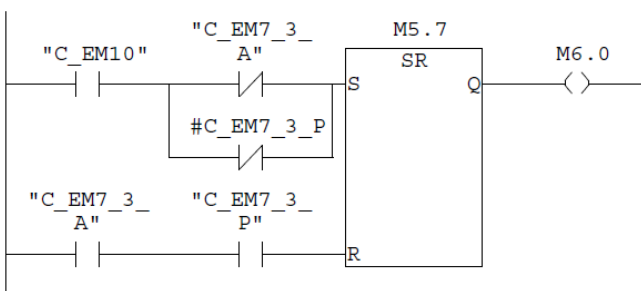 "C_EM7_3_ M5.7
"C_EM10" A" SR M6.0
S Q
#C_EM7_3_P
"C_EM7_3_ "C_EM7_3_
A" P"
R